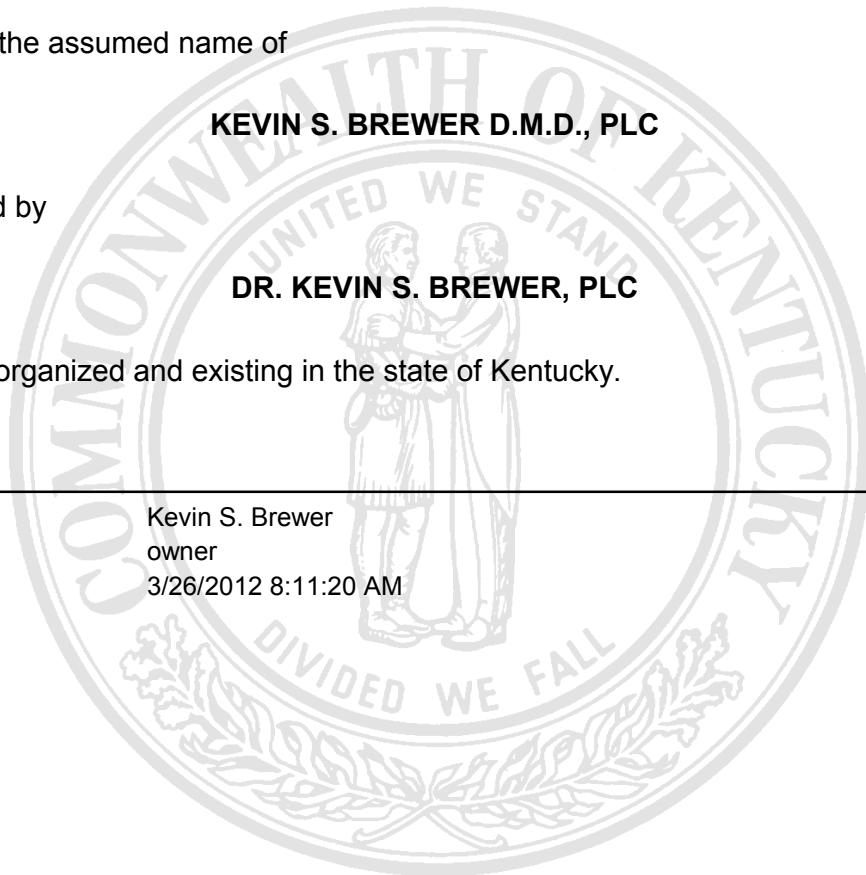 the assumed name of
KEVIN S. BREWER D.M.D., PLC
d by
DR. KEVIN S. BREWER, PLC
organized and existing in the state of Kentucky.
Kevin S. Brewer
owner
3/26/2012 8:11:20 AM
COMMONWEALTH OF KENTUCKY
UNITED WE STAND
DIVIDED WE FALL